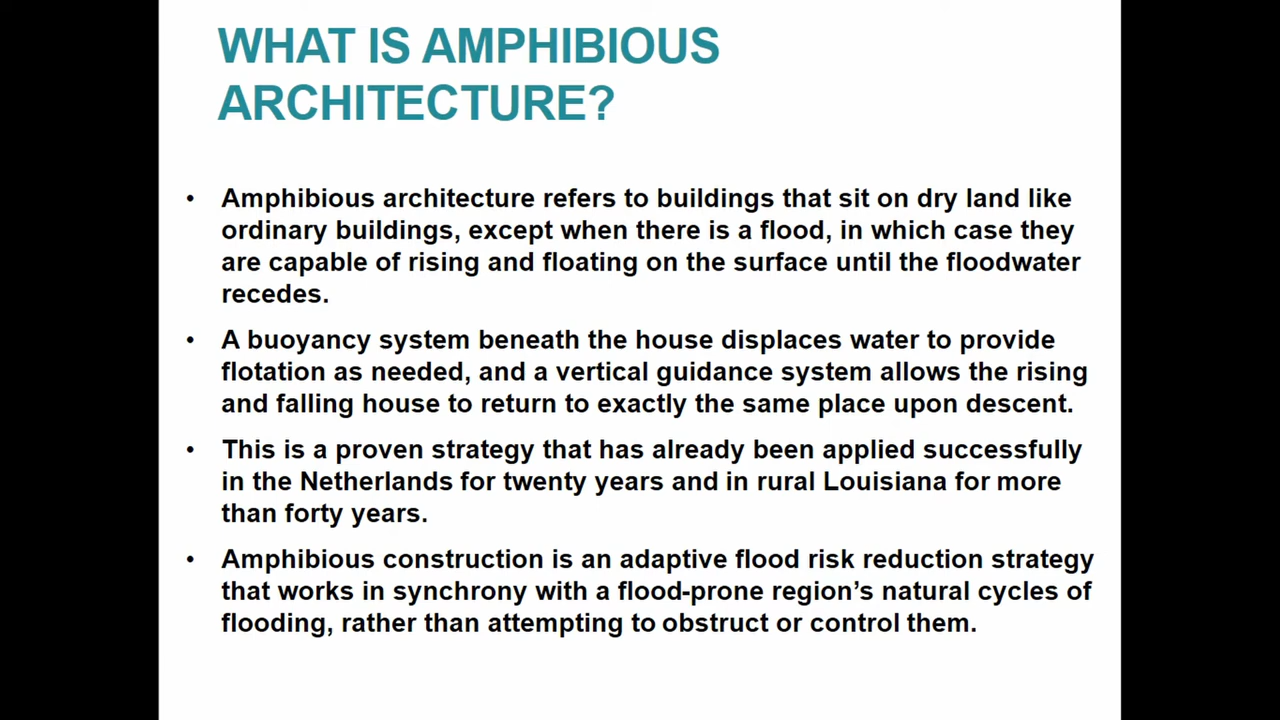 WHAT IS AMPHIBIOUS
ARCHITECTURE?
• Amphibious architecture refers to buildings that sit on dry land like
ordinary buildings, except when there is a flood, in which case they
are capable of rising and floating on the surface until the floodwater
recedes.
• A buoyancy system beneath the house displaces water to provide
flotation as needed, and a vertical guidance system allows the rising
and falling house to return to exactly the same place upon descent.
• This is a proven strategy that has already been applied successfully
in the Netherlands for twenty years and in rural Louisiana for more
than forty years.
• Amphibious construction is an adaptive flood risk reduction strategy
that works in synchrony with a flood-prone region’s natural cycles of
flooding, rather than attempting to obstruct or control them.